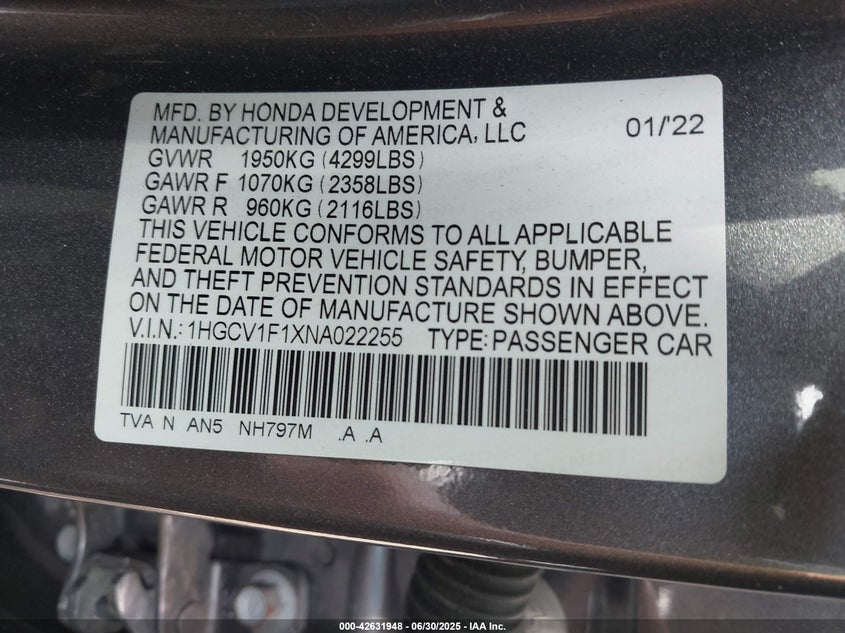 MFD. BY HONDA DEVELOPMENT &
MANUFACTURING OF AMERICA, LLC 01/'22
GVWR 1950KG (4299LBS)
GAWR F 1070KG (2358LBS)
GAWR R 960KG (2116LBS)
THIS VEHICLE CONFORMS TO ALL APPLICABLE
FEDERAL MOTOR VEHICLE SAFETY, BUMPER,
AND THEFT PREVENTION STANDARDS IN EFFECT
ON THE DATE OF MANUFACTURE SHOWN ABOVE.
V.I.N.: 1HGCV1F1XNA022255 TYPE: PASSENGER CAR
TVA N AN5 NH797M .A .A
000-42631948 - 06/30/2025 - IAA Inc.